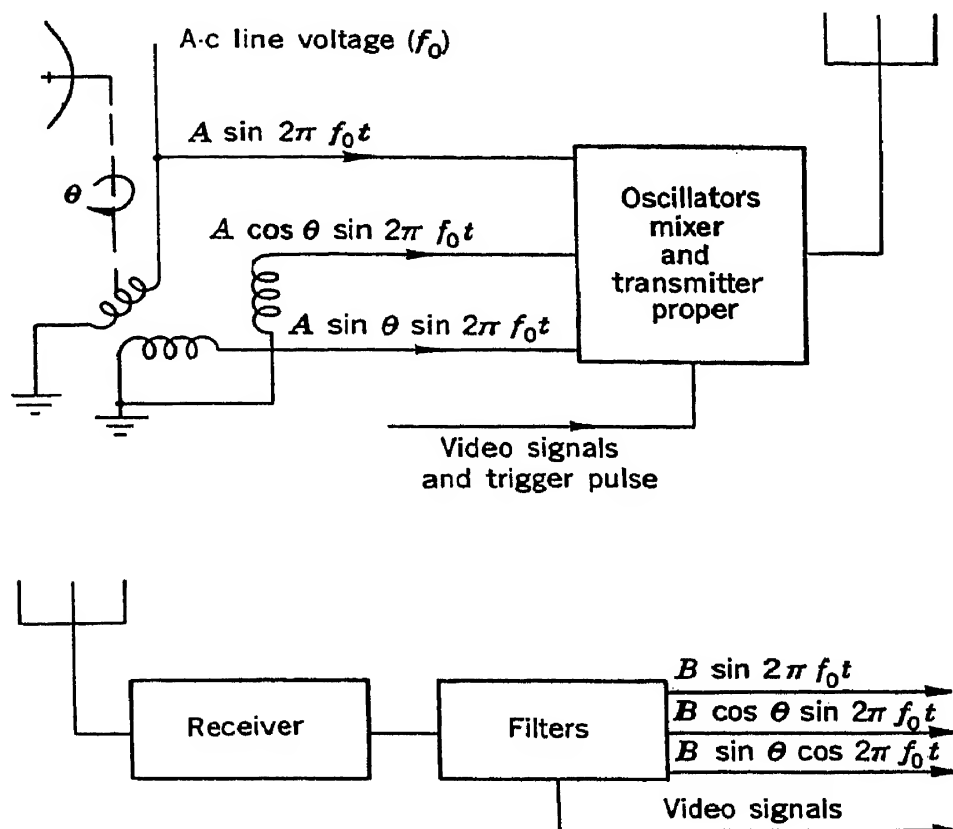 A-c line voltage (f₀)
A sin 2π f₀t
θ
A cos θ sin 2π f₀t
A sin θ sin 2π f₀t
Oscillators
mixer
and
transmitter
proper
Video signals
and trigger pulse
Receiver
Filters
B sin 2π f₀t
B cos θ sin 2π f₀t
B sin θ cos 2π f₀t
Video signals